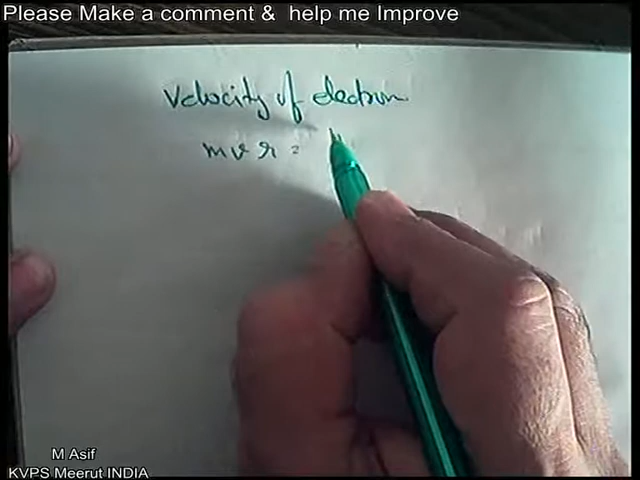 Please Make a comment & help me Improve
Velocity of electron
mvr =
M Asif
KVPS Meerut INDIA